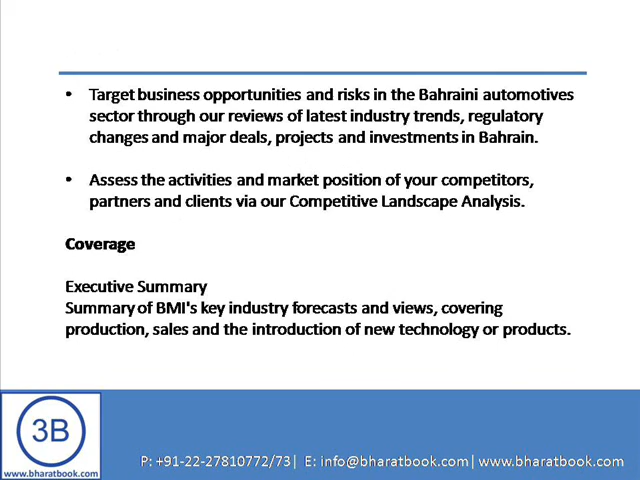 • Target business opportunities and risks in the Bahraini automotives
sector through our reviews of latest industry trends, regulatory
changes and major deals, projects and investments in Bahrain.
• Assess the activities and market position of your competitors,
partners and clients via our Competitive Landscape Analysis.
Coverage
Executive Summary
Summary of BMI's key industry forecasts and views, covering
production, sales and the introduction of new technology or products.
3B
www.bharatbook.com
P: +91-22-27810772/73| E: info@bharatbook.com| www.bharatbook.com